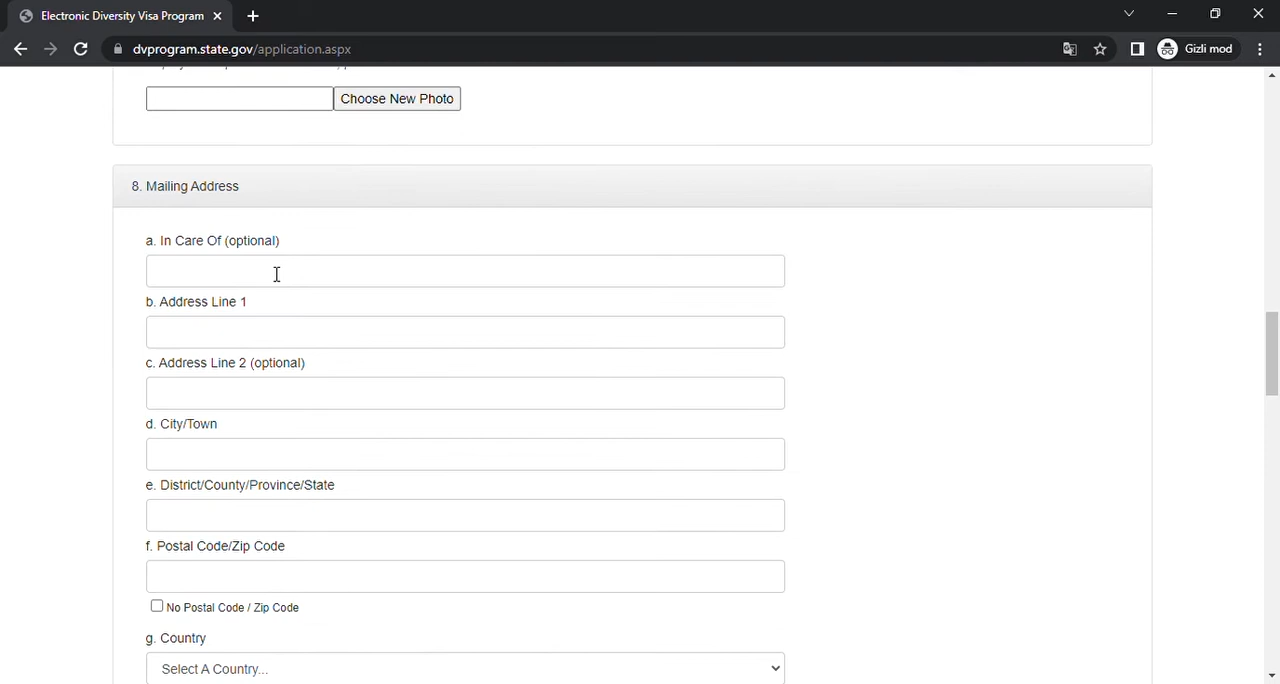 Electronic Diversity Visa Program
dvprogram.state.gov/application.aspx
Gizli mod
Choose New Photo
8. Mailing Address
a. In Care Of (optional)
b. Address Line 1
c. Address Line 2 (optional)
d. City/Town
e. District/County/Province/State
f. Postal Code/Zip Code
No Postal Code / Zip Code
g. Country
Select A Country...